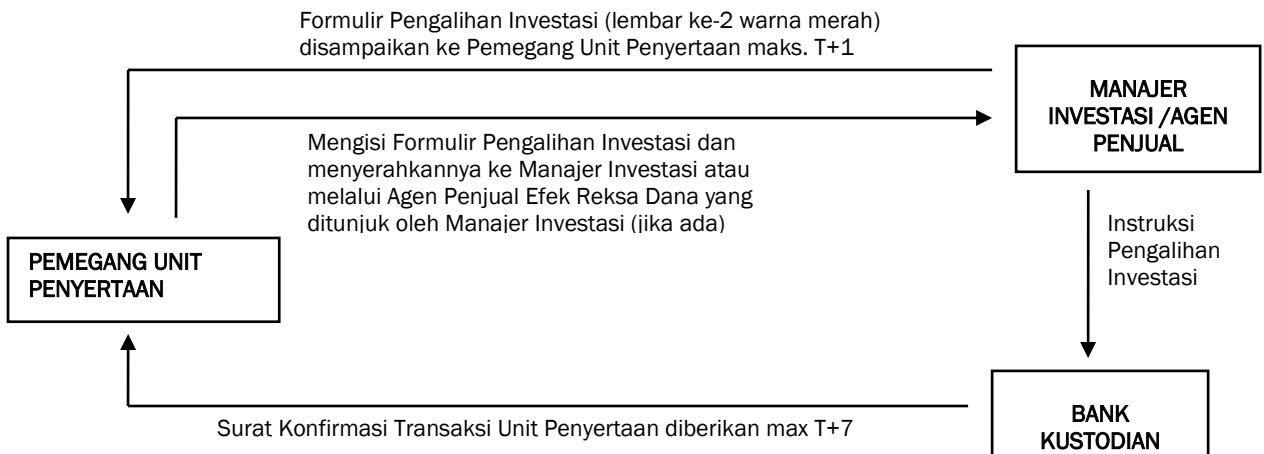 Formulir Pengalihan Investasi (lembar ke-2 warna merah)
disampaikan ke Pemegang Unit Penyertaan maks. T+1
MANAJER
INVESTASI /AGEN
PENJUAL
Mengisi Formulir Pengalihan Investasi dan
menyerahkannya ke Manajer Investasi atau
melalui Agen Penjual Efek Reksa Dana yang
ditunjuk oleh Manajer Investasi (jika ada)
Instruksi
Pengalihan
Investasi
PEMEGANG UNIT
PENYERTAAN
Surat Konfirmasi Transaksi Unit Penyertaan diberikan max T+7
BANK
KUSTODIAN